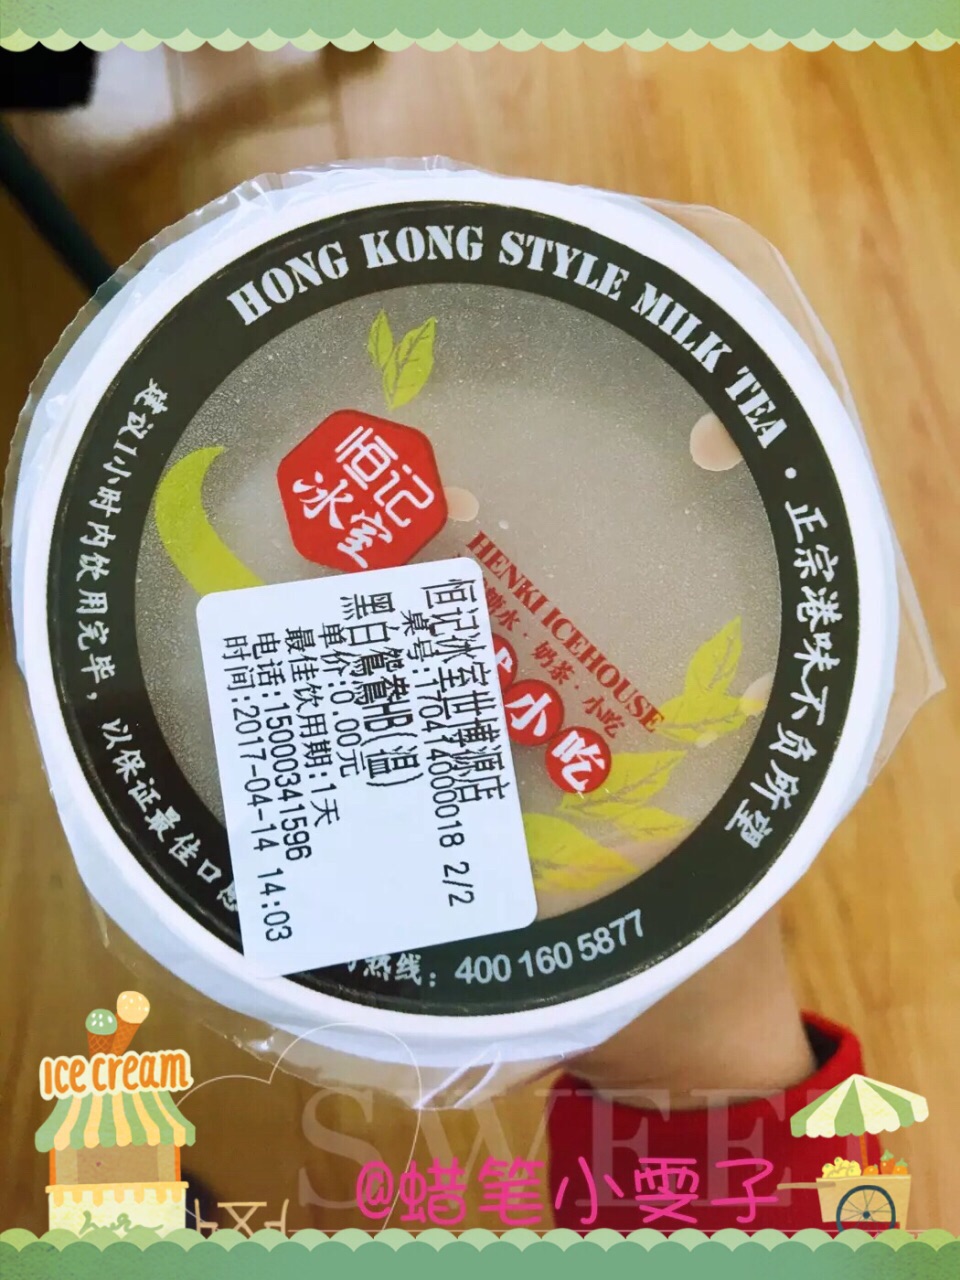 HONG KONG STYLE MILK TEA · 正宗港味不负所望
建议1小时内饮用完毕，以保证最佳口感
恒记
冰室
HENKI ICEHOUSE
糖水·奶茶·小吃
小吃
恒记冰室世博源店
桌号:170414000018 2/2
黑白鸳鸯HB(温)
单价:0.00元
最佳饮用期:1天
电话:15000341596
时间:2017-04-14 14:03
热线：400 160 5877
ICE CREAM
SWEET
@蜡笔小雯子